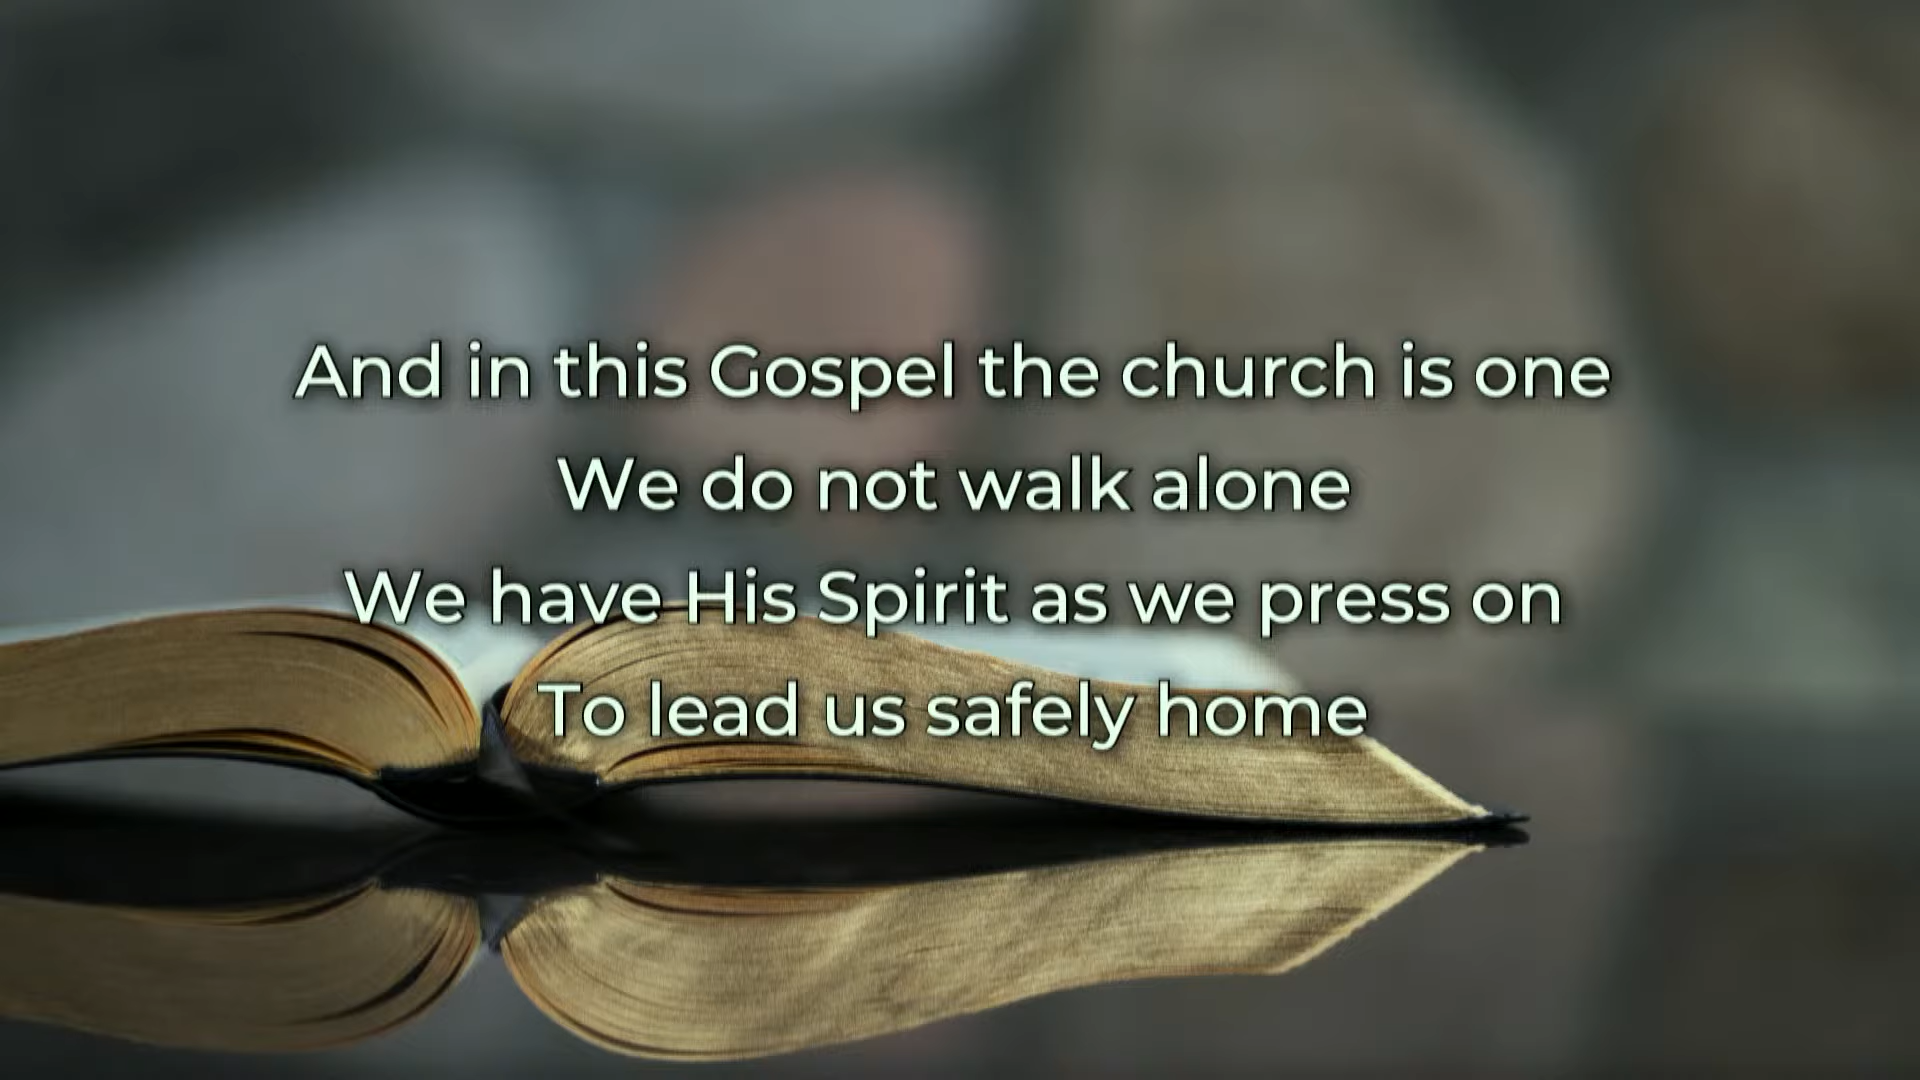 And in this Gospel the church is one
We do not walk alone
We have His Spirit as we press on
To lead us safely home